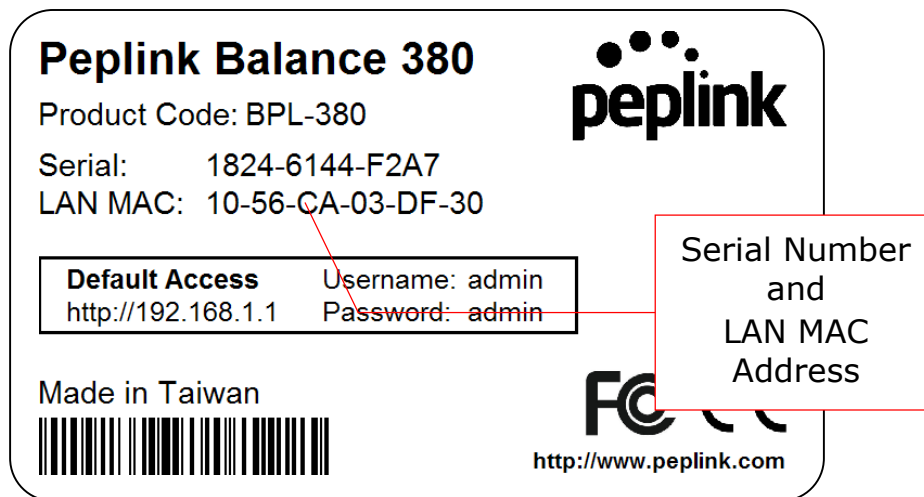 Peplink Balance 380
peplink
Product Code: BPL-380
Serial: 1824-6144-F2A7
LAN MAC: 10-56-CA-03-DF-30
Default Access Username: admin
http://192.168.1.1 Password: admin
Serial Number
and
LAN MAC
Address
Made in Taiwan
FC
http://www.peplink.com